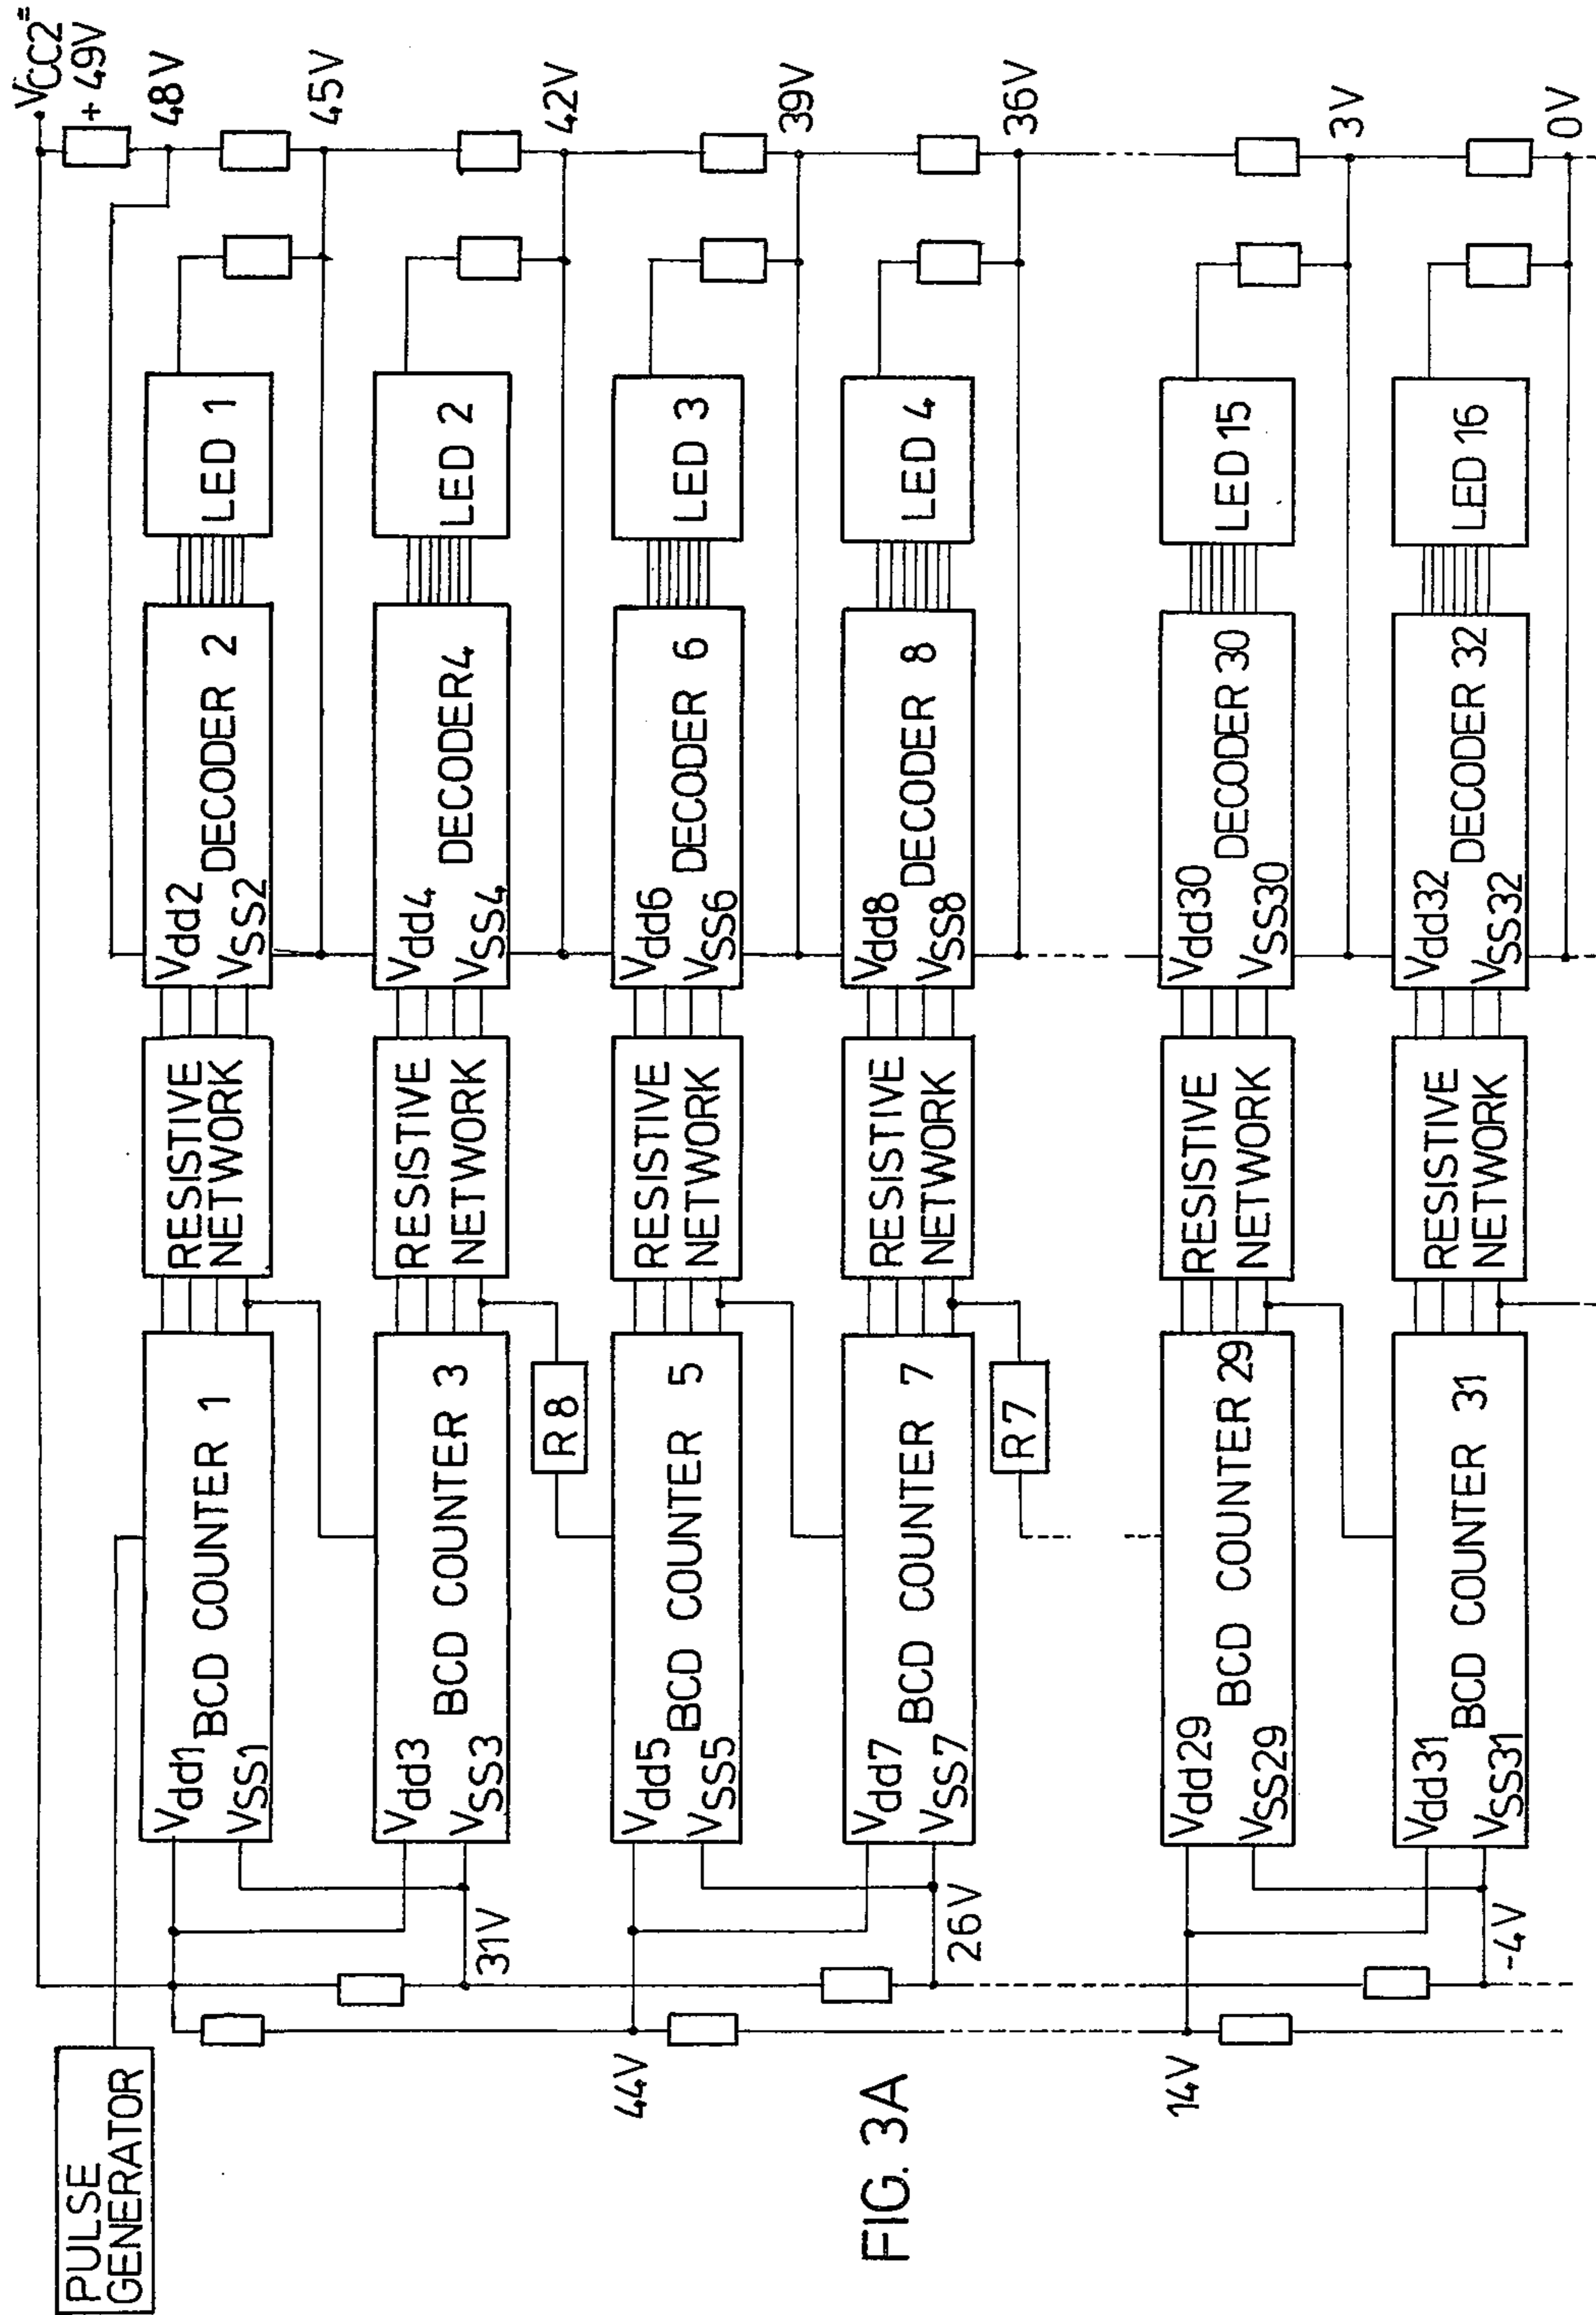 VCC2=
+ 49V
48V
45V
42V
39V
36V
3V
0V
LED 1
LED 2
LED 3
LED 4
LED 15
LED 16
Vdd2
VSS2
DECODER 2
Vdd4
VSS4
DECODER4
Vdd6
VSS6
DECODER 6
Vdd8
VSS8
DECODER 8
Vdd30
VSS30
DECODER 30
Vdd32
VSS32
DECODER 32
RESISTIVE
NETWORK
RESISTIVE
NETWORK
RESISTIVE
NETWORK
RESISTIVE
NETWORK
RESISTIVE
NETWORK
RESISTIVE
NETWORK
R8
R7
Vdd1
VSS1
BCD COUNTER 1
Vdd3
VSS3
BCD COUNTER 3
Vdd5
VSS5
BCD COUNTER 5
Vdd7
VSS7
BCD COUNTER 7
Vdd29
VSS29
BCD COUNTER 29
Vdd31
VSS31
BCD COUNTER 31
31V
26V
-4V
44V
14V
PULSE
GENERATOR
FIG. 3A